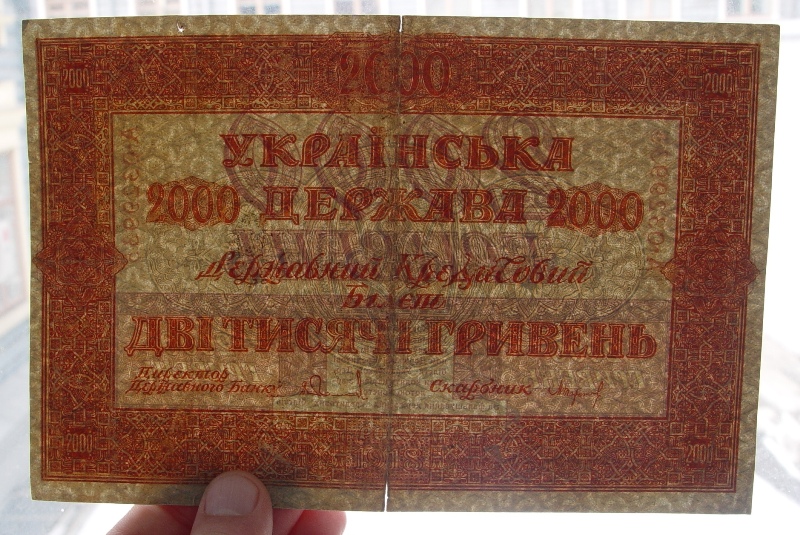 2000
2000 2000
УКРАЇНСЬКА
2000 ДЕРЖАВА 2000
Державний Кредитовий
Білет
ДВІ ТИСЯЧІ ГРИВЕНЬ
Директор
Державного Банку
Скарбник
2000 2000